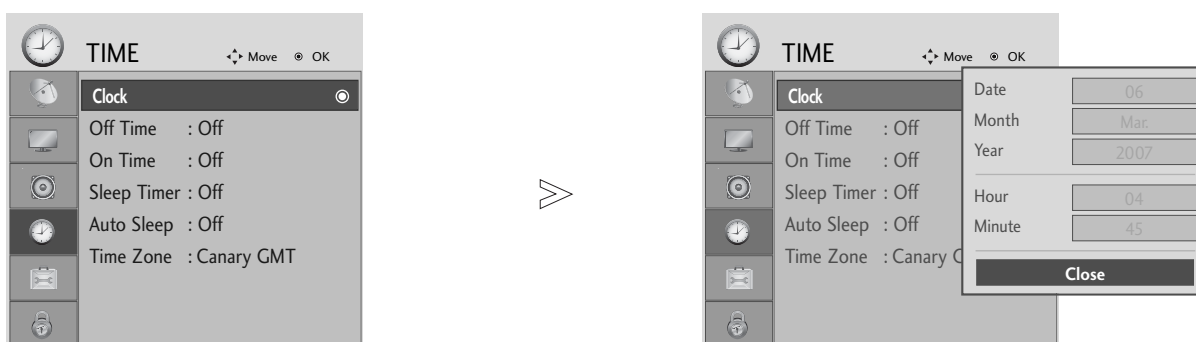 TIME
Move OK
Clock
Off Time : Off
On Time : Off
Sleep Timer : Off
Auto Sleep : Off
Time Zone : Canary GMT
>
TIME
Move OK
Clock
Off Time : Off
On Time : Off
Sleep Timer : Off
Auto Sleep : Off
Time Zone : Canary G
Date 06
Month Mar.
Year 2007
Hour 04
Minute 45
Close